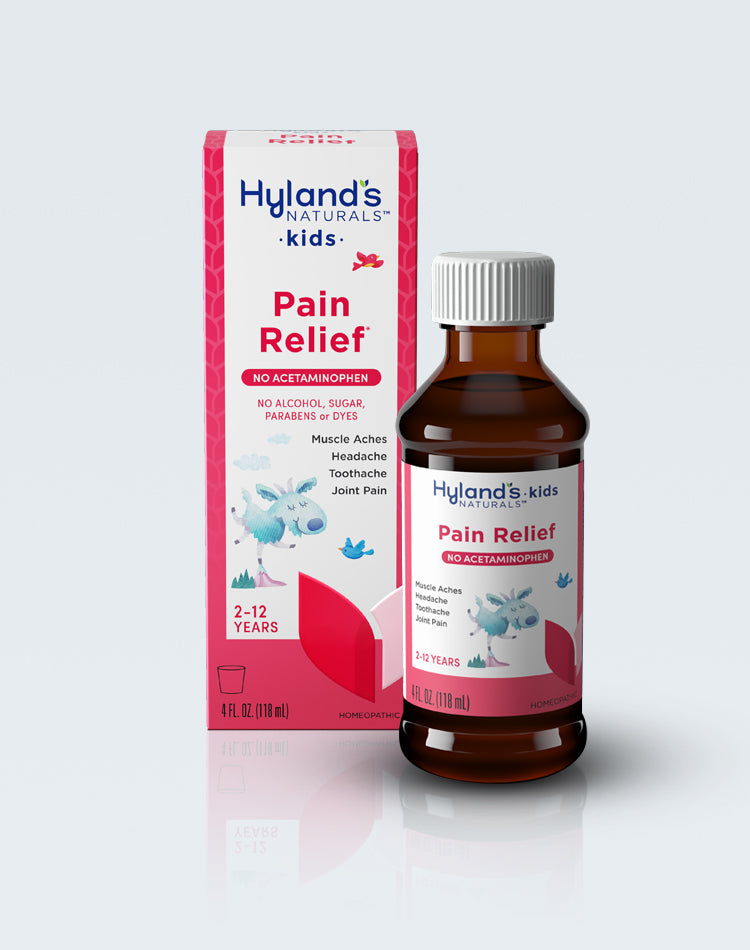 Pain
Relief
Hyland's
NATURALS™
·kids·
Pain
Relief*
NO ACETAMINOPHEN
NO ALCOHOL, SUGAR,
PARABENS or DYES
Muscle Aches
Headache
Toothache
Joint Pain
2-12
YEARS
4 FL. OZ. (118 mL)
HOMEOPATHIC
Hyland's·kids
NATURALS™
Pain Relief
NO ACETAMINOPHEN
Muscle Aches
Headache
Toothache
Joint Pain
2-12 YEARS
4 FL. OZ. (118 mL)
HOMEOPATHIC